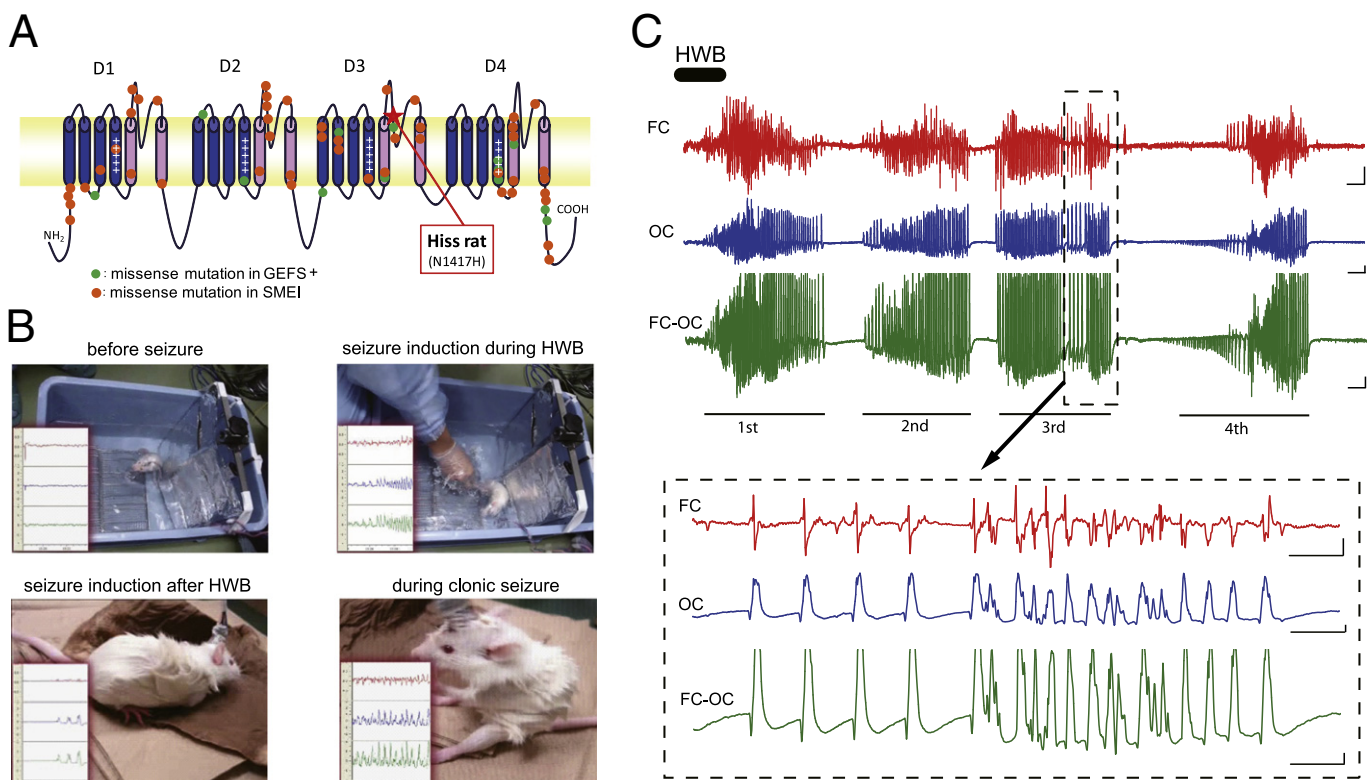 A
D1 D2 D3 D4
NH2
COOH
Hiss rat
(N1417H)
: missense mutation in GEFS+
: missense mutation in SMEI
B
before seizure
seizure induction during HWB
seizure induction after HWB
during clonic seizure
C
HWB
FC
OC
FC-OC
1st 2nd 3rd 4th
FC
OC
FC-OC